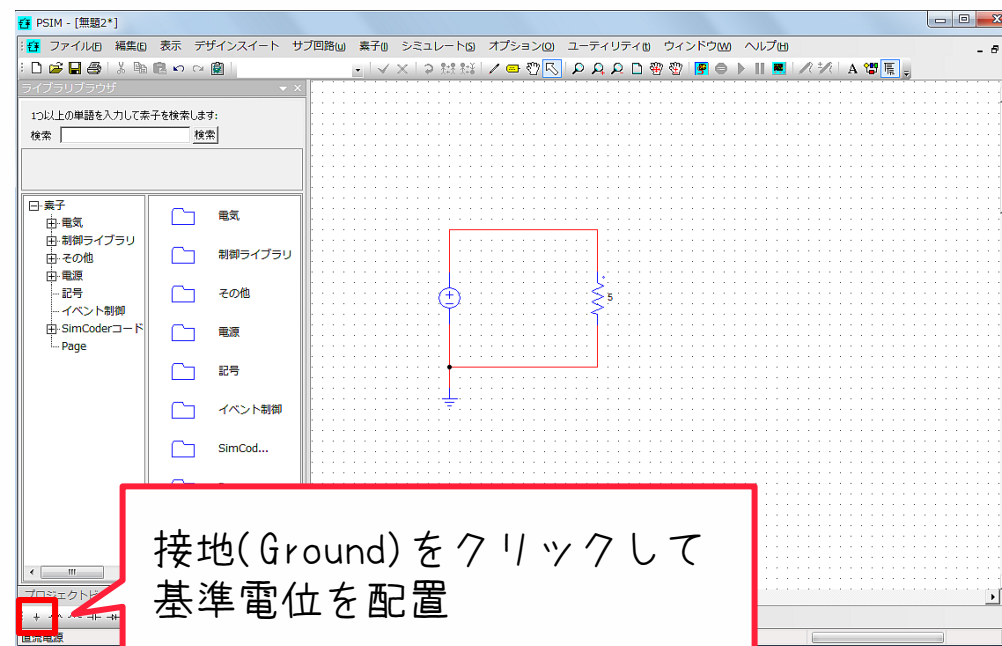 PSIM - [無題2*]
ファイル(F) 編集(E) 表示 デザインスイート サブ回路(u) 素子(l) シミュレート(S) オプション(O) ユーティリティ(t) ウィンドウ(W) ヘルプ(H)
ライブラリブラウザ
1つ以上の単語を入力して素子を検索します:
検索 検索
素子
電気
制御ライブラリ
その他
電源
記号
イベント制御
SimCoderコード
Page
電気
制御ライブラリ
その他
電源
記号
イベント制御
SimCod...
5
接地(Ground)をクリックして
基準電位を配置
直流電源